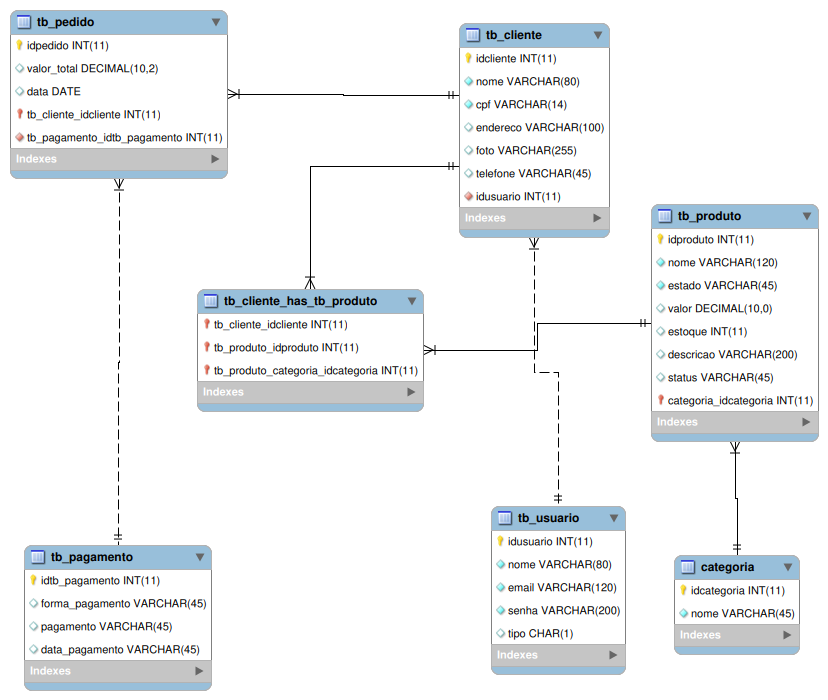 tb_pedido
idpedido INT(11)
valor_total DECIMAL(10,2)
data DATE
tb_cliente_idcliente INT(11)
tb_pagamento_idtb_pagamento INT(11)
Indexes
tb_cliente
idcliente INT(11)
nome VARCHAR(80)
cpf VARCHAR(14)
endereco VARCHAR(100)
foto VARCHAR(255)
telefone VARCHAR(45)
idusuario INT(11)
Indexes
tb_produto
idproduto INT(11)
nome VARCHAR(120)
estado VARCHAR(45)
valor DECIMAL(10,0)
estoque INT(11)
descricao VARCHAR(200)
status VARCHAR(45)
categoria_idcategoria INT(11)
Indexes
tb_cliente_has_tb_produto
tb_cliente_idcliente INT(11)
tb_produto_idproduto INT(11)
tb_produto_categoria_idcategoria INT(11)
Indexes
tb_pagamento
idtb_pagamento INT(11)
forma_pagamento VARCHAR(45)
pagamento VARCHAR(45)
data_pagamento VARCHAR(45)
Indexes
tb_usuario
idusuario INT(11)
nome VARCHAR(80)
email VARCHAR(120)
senha VARCHAR(200)
tipo CHAR(1)
Indexes
categoria
idcategoria INT(11)
nome VARCHAR(45)
Indexes